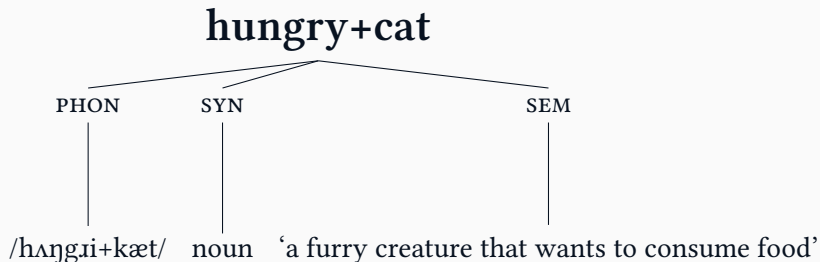 hungry+cat
PHON SYN SEM
/hʌŋgɹi+kæt/ noun ‘a furry creature that wants to consume food’